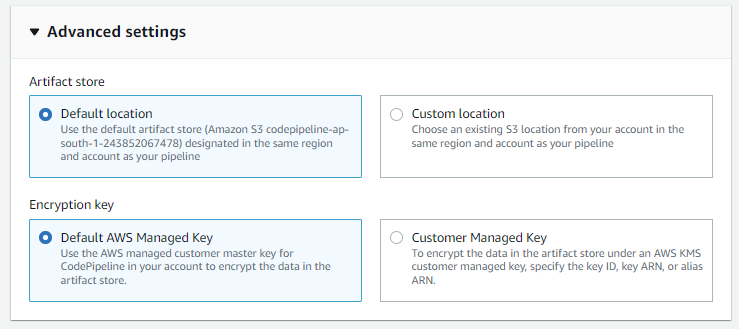 Advanced settings
Artifact store
Default location
Use the default artifact store (Amazon S3 codepipeline-ap-
south-1-243852067478) designated in the same region
and account as your pipeline
Custom location
Choose an existing S3 location from your account in the
same region and account as your pipeline
Encryption key
Default AWS Managed Key
Use the AWS managed customer master key for
CodePipeline in your account to encrypt the data in the
artifact store.
Customer Managed Key
To encrypt the data in the artifact store under an AWS KMS
customer managed key, specify the key ID, key ARN, or alias
ARN.